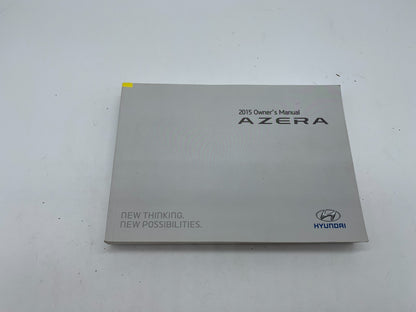 2015 Owner's Manual
AZERA
NEW THINKING.
NEW POSSIBILITIES.
HYUNDAI